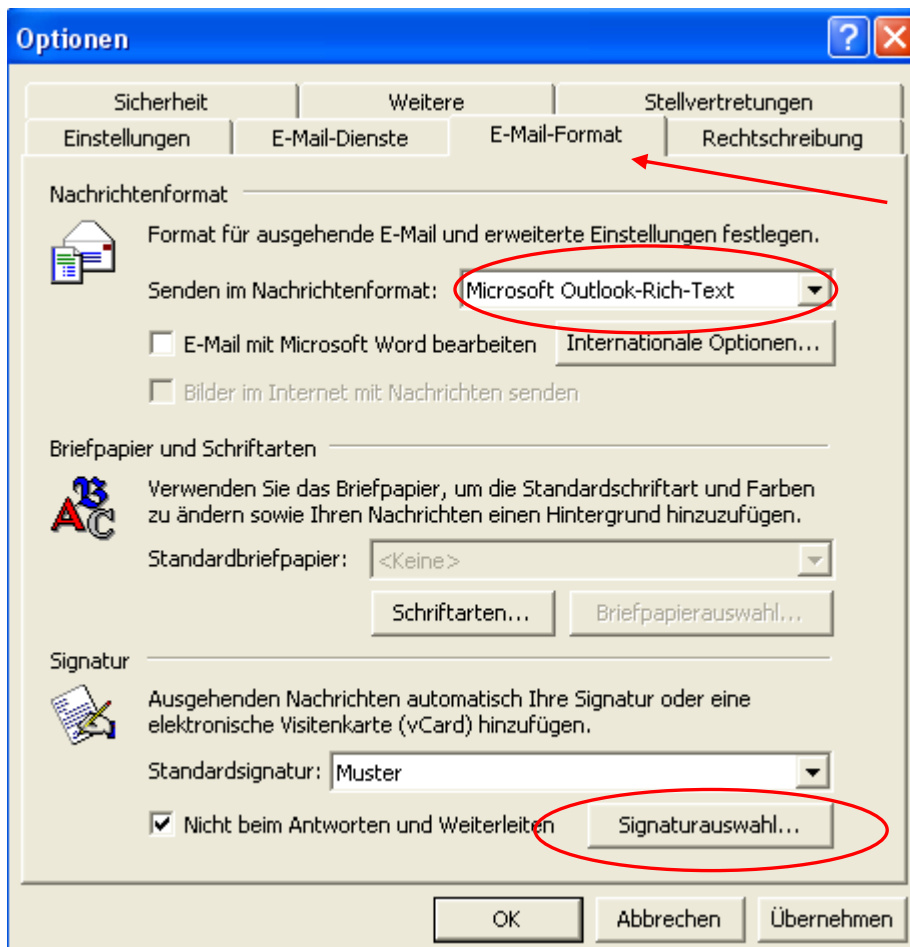 Optionen
Sicherheit Weitere Stellvertretungen
Einstellungen E-Mail-Dienste E-Mail-Format Rechtschreibung
Nachrichtenformat
Format für ausgehende E-Mail und erweiterte Einstellungen festlegen.
Senden im Nachrichtenformat: Microsoft Outlook-Rich-Text
E-Mail mit Microsoft Word bearbeiten Internationale Optionen...
Bilder im Internet mit Nachrichten senden
Briefpapier und Schriftarten
Verwenden Sie das Briefpapier, um die Standardschriftart und Farben
zu ändern sowie Ihren Nachrichten einen Hintergrund hinzuzufügen.
Standardbriefpapier: <Keine>
Schriftarten... Briefpapierauswahl...
Signatur
Ausgehenden Nachrichten automatisch Ihre Signatur oder eine
elektronische Visitenkarte (vCard) hinzufügen.
Standardsignatur: Muster
Nicht beim Antworten und Weiterleiten Signaturauswahl...
OK Abbrechen Übernehmen